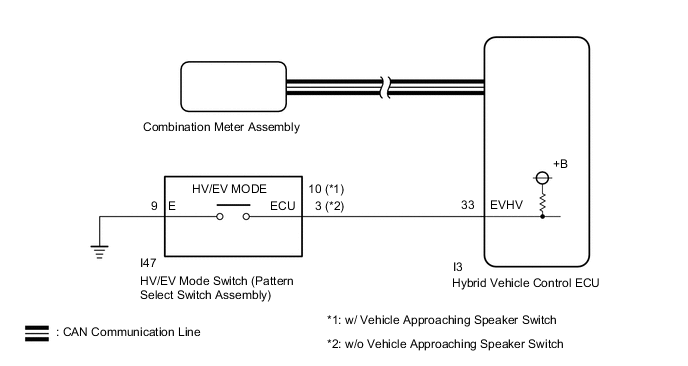 +B
Combination Meter Assembly
HV/EV MODE
10 (*1)
9 E ECU 3 (*2) 33 EVHV
I47
HV/EV Mode Switch (Pattern
Select Switch Assembly)
I3
Hybrid Vehicle Control ECU
*1: w/ Vehicle Approaching Speaker Switch
: CAN Communication Line
*2: w/o Vehicle Approaching Speaker Switch